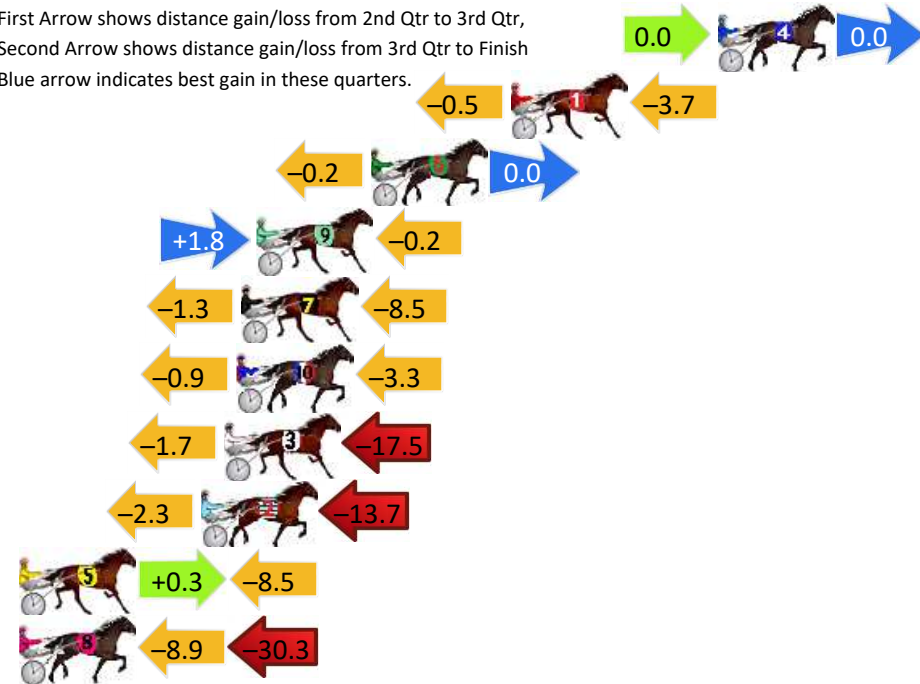 First Arrow shows distance gain/loss from 2nd Qtr to 3rd Qtr,
Second Arrow shows distance gain/loss from 3rd Qtr to Finish
Blue arrow indicates best gain in these quarters.
0.0 4 0.0
–0.5 1 –3.7
–0.2 6 0.0
+1.8 9 –0.2
–1.3 7 –8.5
–0.9 10 –3.3
–1.7 3 –17.5
–2.3 2 –13.7
5 +0.3 –8.5
8 –8.9 –30.3